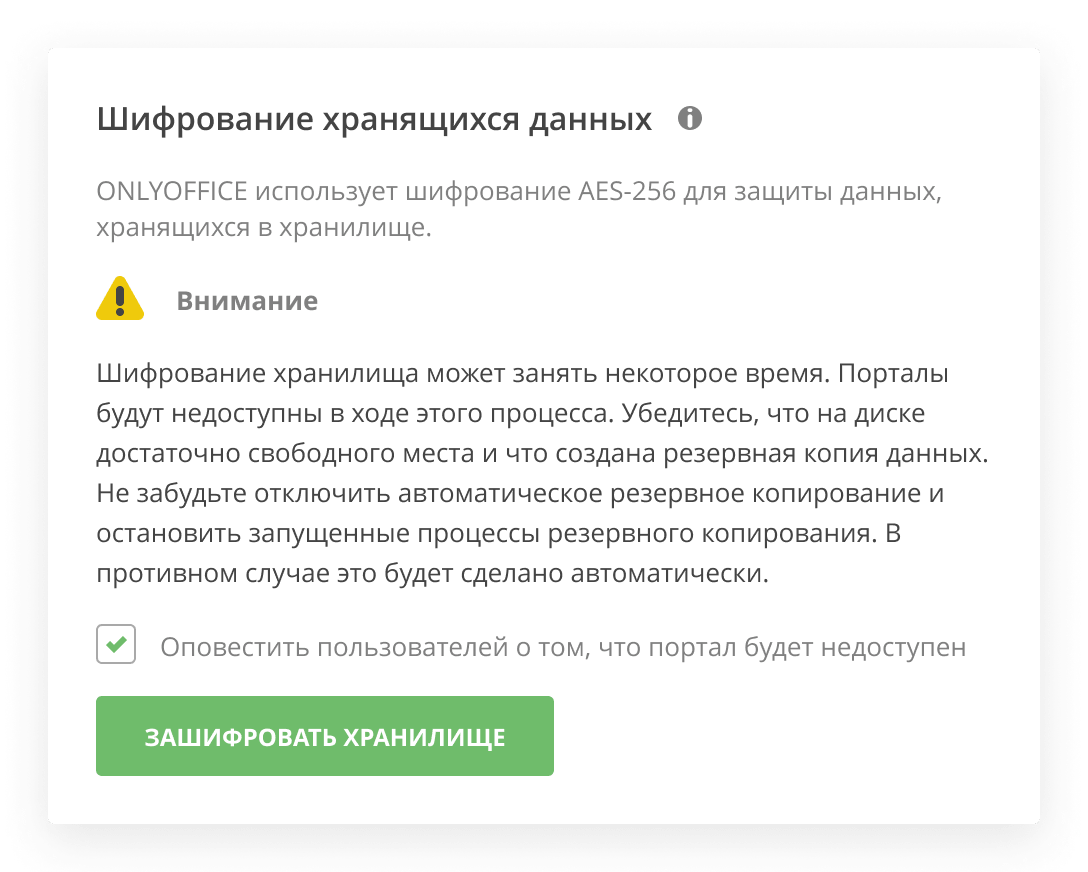 Шифрование хранящихся данных
ONLYOFFICE использует шифрование AES-256 для защиты данных,
хранящихся в хранилище.
Внимание
Шифрование хранилища может занять некоторое время. Порталы
будут недоступны в ходе этого процесса. Убедитесь, что на диске
достаточно свободного места и что создана резервная копия данных.
Не забудьте отключить автоматическое резервное копирование и
остановить запущенные процессы резервного копирования. В
противном случае это будет сделано автоматически.
Оповестить пользователей о том, что портал будет недоступен
ЗАШИФРОВАТЬ ХРАНИЛИЩЕ